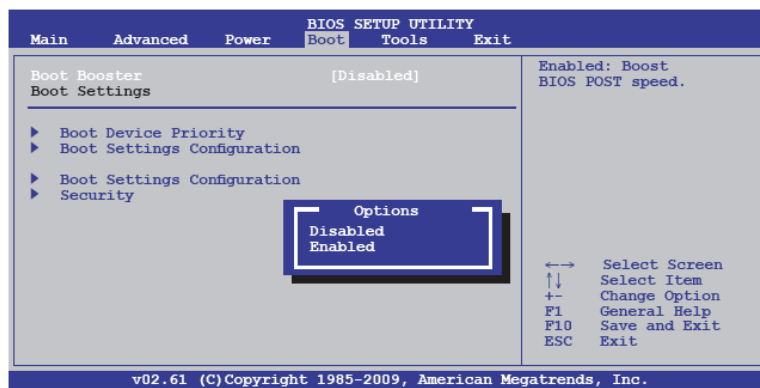 BIOS SETUP UTILITY
Main Advanced Power Boot Tools Exit
Boot Booster [Disabled]
Boot Settings
Boot Device Priority
Boot Settings Configuration
Boot Settings Configuration
Security
Options
Disabled
Enabled
Enabled: Boost
BIOS POST speed.
←→ Select Screen
↑↓ Select Item
+- Change Option
F1 General Help
F10 Save and Exit
ESC Exit
v02.61 (C)Copyright 1985-2009, American Megatrends, Inc.